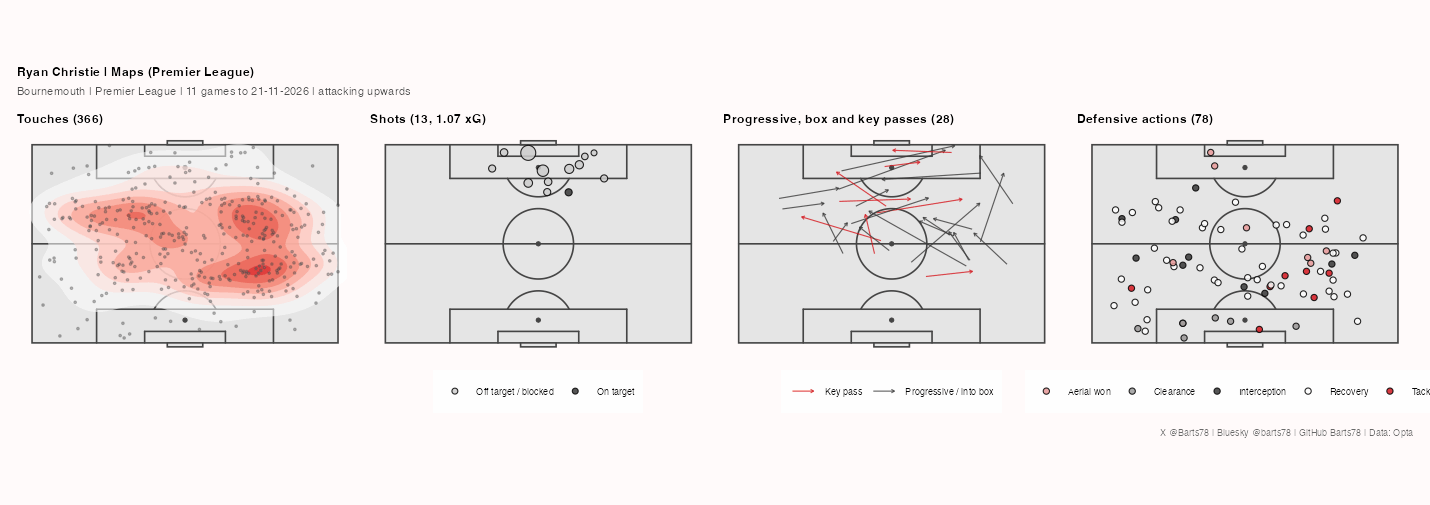 Ryan Christie | Maps (Premier League)
Bournemouth | Premier League | 11 games to 21-11-2026 | attacking upwards
Touches (366)
Shots (13, 1.07 xG)
Progressive, box and key passes (28)
Defensive actions (78)
Off target / blocked
On target
Key pass
Progressive / into box
Aerial won
Clearance
Interception
Recovery
Tack
X @Barts78 | Bluesky @barts78 | GitHub Barts78 | Data: Opta